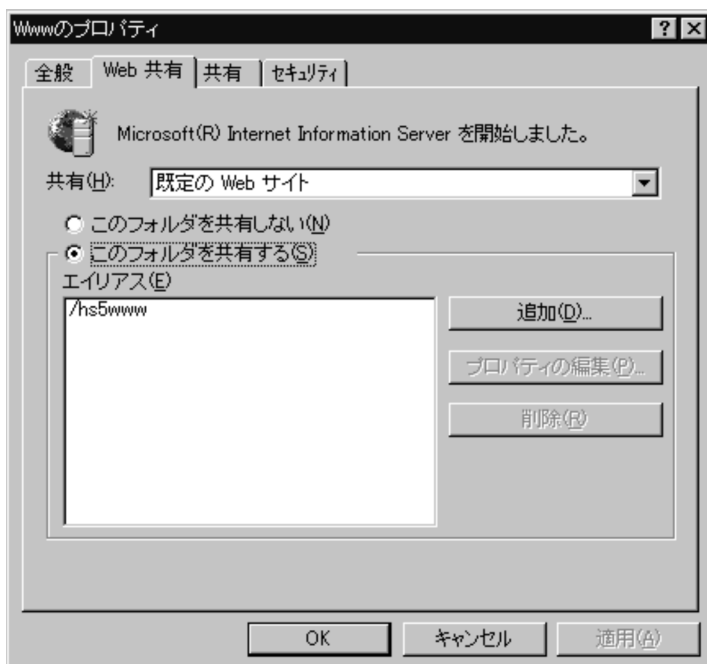 Wwwのプロパティ
全般 Web 共有 共有 セキュリティ
Microsoft(R) Internet Information Server を開始しました。
共有(H): 既定の Web サイト
このフォルダを共有しない(N)
このフォルダを共有する(S)
エイリアス(E)
/hs5www
追加(D)...
プロパティの編集(P)...
削除(R)
OK キャンセル 適用(A)